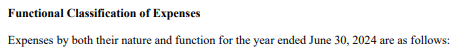 Functional Classification of Expenses
Expenses by both their nature and function for the year ended June 30, 2024 are as follows: